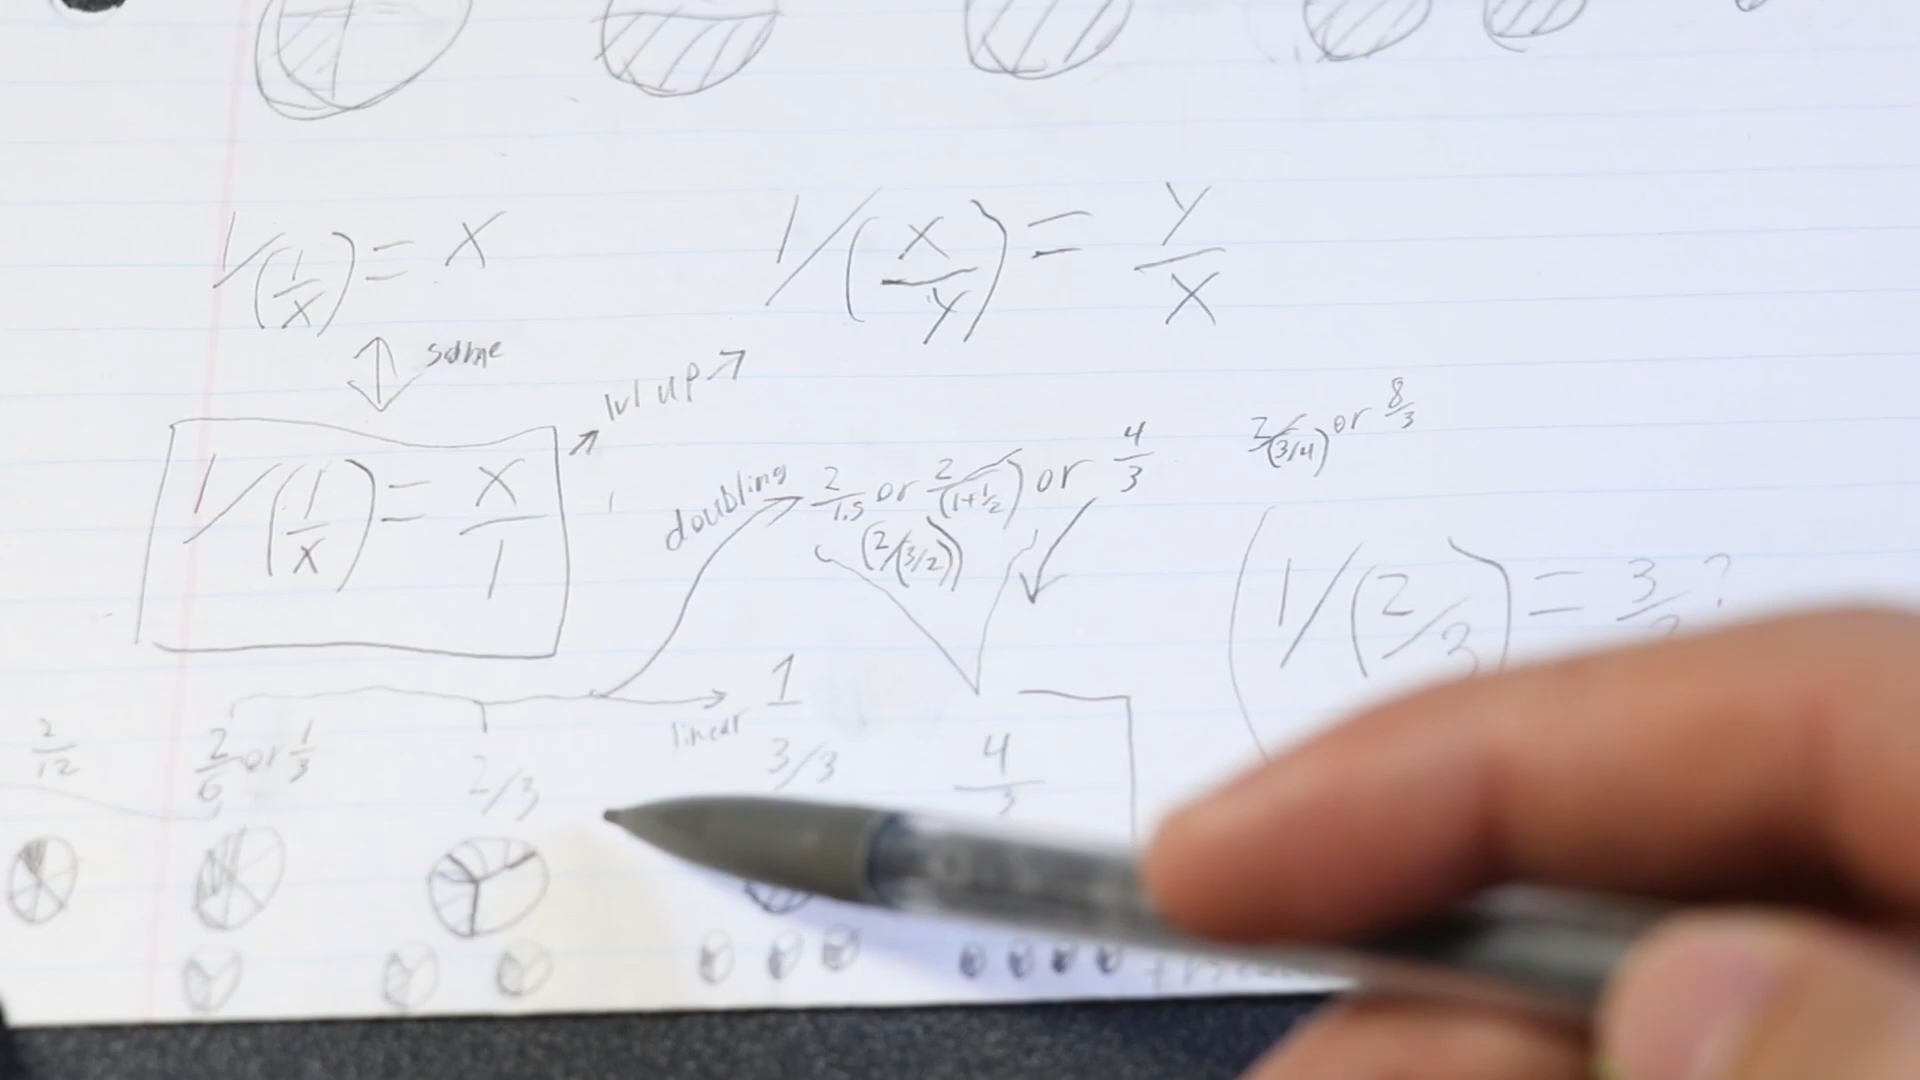 1/(1/x) = x
1/(x/y) = y/x
same
lvl up
1/(1/x) = x/1
doubling
2/1.5 or 2/(1+1/2) or 4/3
(2/(3/2))
2/(3/4) or 8/3
1/(2/3) = 3/2?
linear 1
2/12
2/6 or 1/3
2/3
3/3
4/3